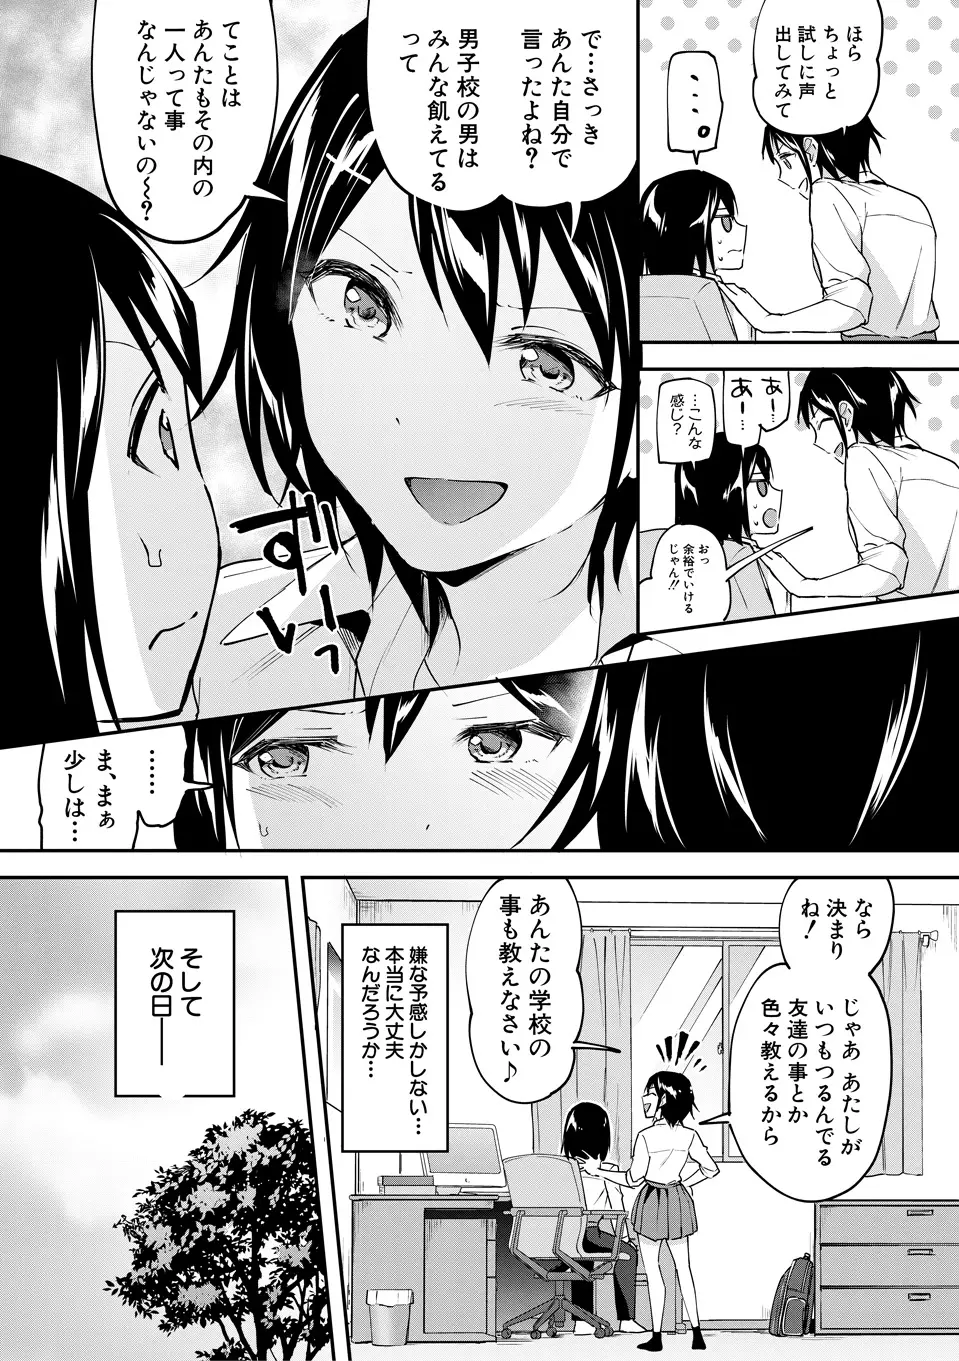 ほら
ちょっと
試しに声
出してみて
・・・・。
あー…
あー…
…こんな
感じ？
おっ
余裕でいける
じゃん!!
で…さっき
あんた自分で
言ったよね？
男子校の男は
みんな飢えてる
って
てことは
あんたもその内の
一人って事
なんじゃないの〜？
ずいっ
……
ま、まぁ
少しは…
なら
決まり
ね！
じゃあ あたしが
いつもつるんでる
友達の事とか
色々教えるから
あんたの学校の
事も教えなさい♪
嫌な予感しかしない…
本当に大丈夫
なんだろうか…
そして
次の日──